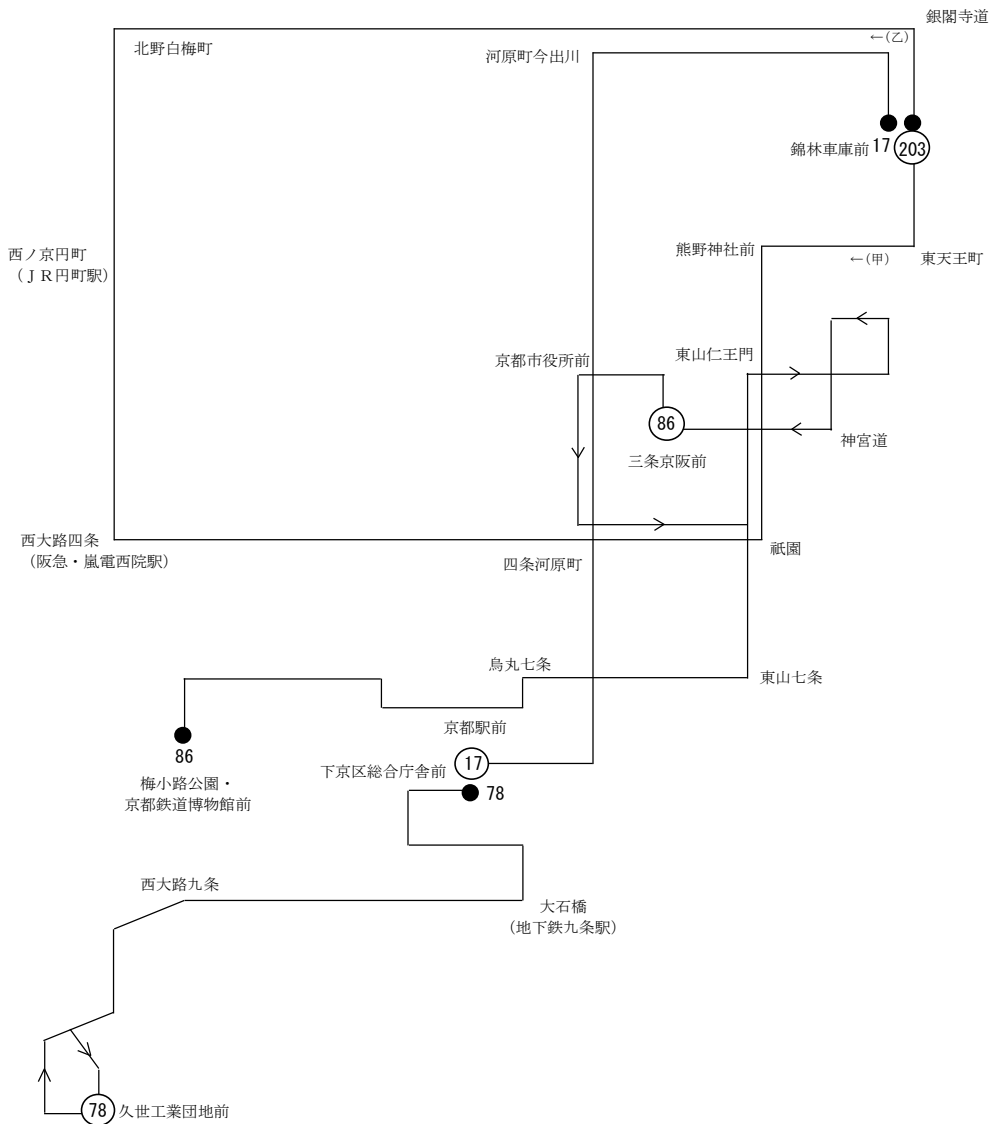 銀閣寺道
←(乙)
北野白梅町
河原町今出川
錦林車庫前
17
203
西ノ京円町
(JR円町駅)
熊野神社前
←(甲)
東天王町
京都市役所前
東山仁王門
86
神宮道
三条京阪前
西大路四条
(阪急・嵐電西院駅)
祇園
四条河原町
烏丸七条
東山七条
京都駅前
86
下京区総合庁舎前
17
梅小路公園・
京都鉄道博物館前
78
西大路九条
大石橋
(地下鉄九条駅)
78
久世工業団地前